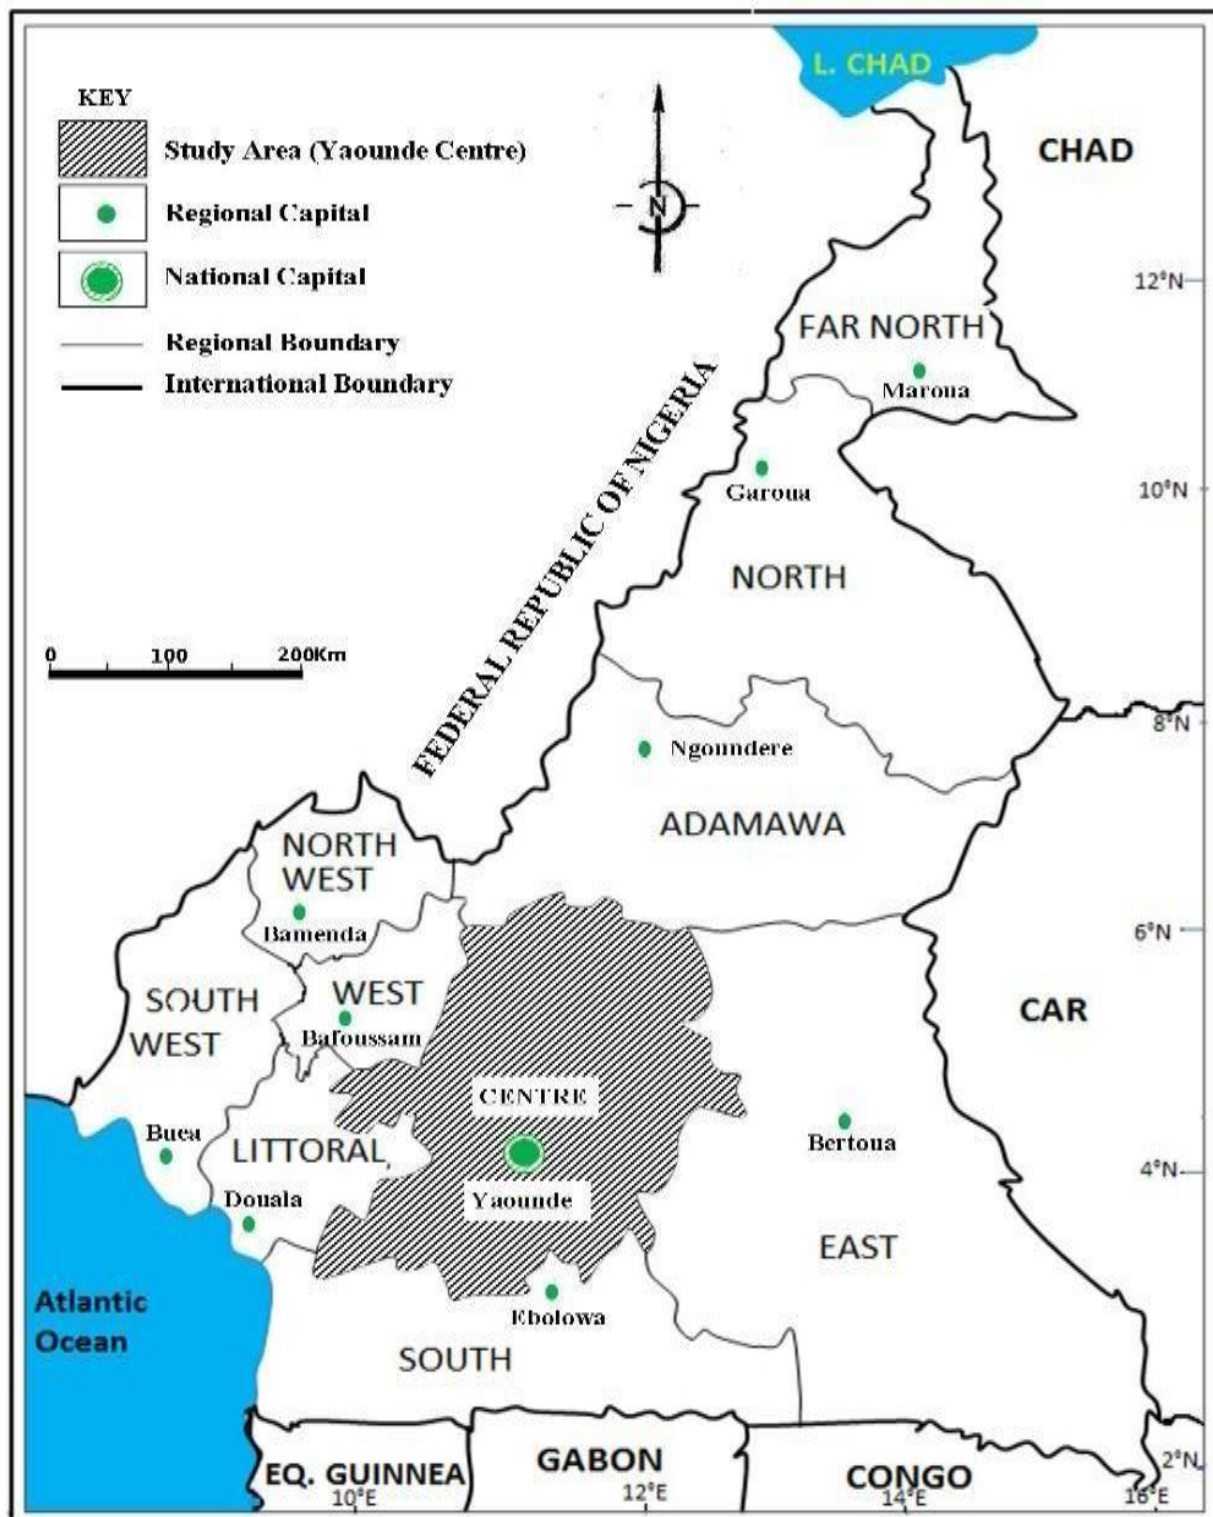 L. CHAD
KEY
Study Area (Yaounde Centre)
Regional Capital
National Capital
Regional Boundary
International Boundary
N
CHAD
12°N
FAR NORTH
Maroua
FEDERAL REPUBLIC OF NIGERIA
Garoua
10°N
NORTH
0 100 200Km
8°N
Ngoundere
ADAMAWA
NORTH
WEST
Bamenda
6°N
SOUTH
WEST
WEST
Bafoussam
CAR
CENTRE
Buea
LITTORAL
Bertoua
4°N
Douala
Yaounde
EAST
Atlantic
Ocean
Ebolowa
SOUTH
EQ. GUINNEA
GABON
CONGO
2°N
10°E
12°E
14°E
16°E